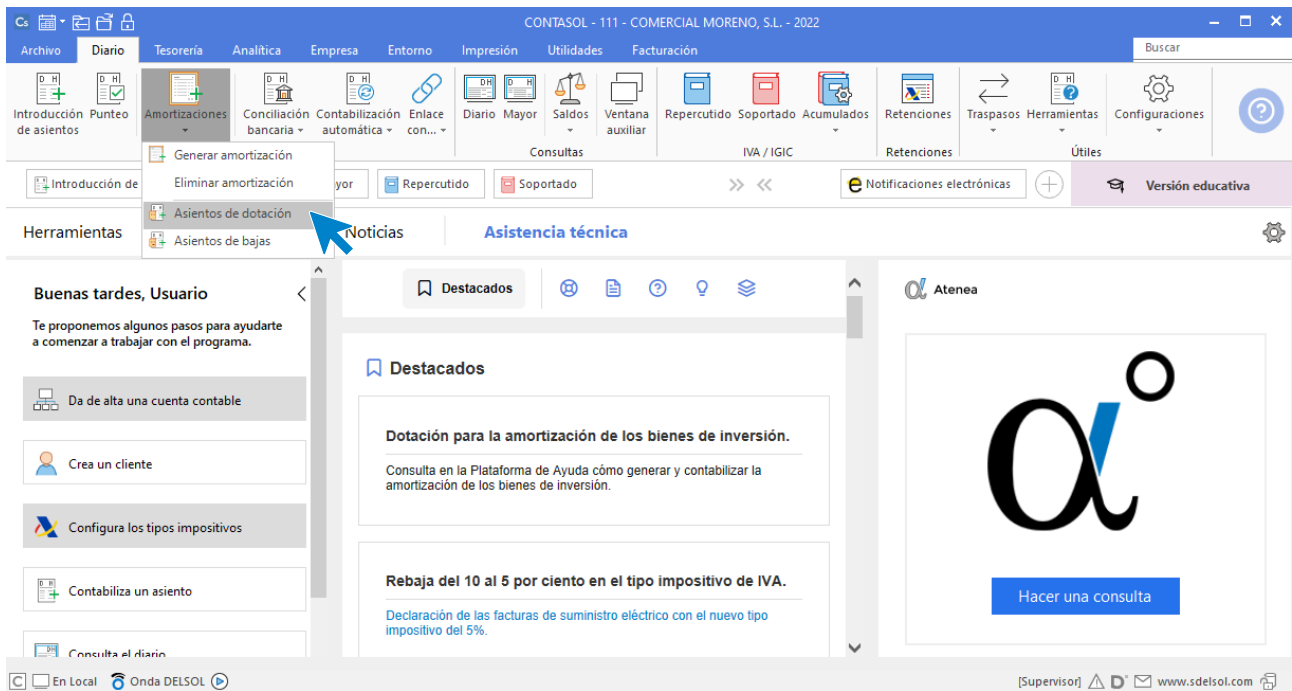 Cs
CONTASOL - 111 - COMERCIAL MORENO, S.L. - 2022
Archivo Diario Tesorería Analítica Empresa Entorno Impresión Utilidades Facturación Buscar
Introducción de asientos
Punteo
Amortizaciones
Conciliación bancaria
Contabilización automática
Enlace con...
Diario
Mayor
Saldos
Ventana auxiliar
Repercutido
Soportado
Acumulados
Retenciones
Traspasos
Herramientas
Configuraciones
Consultas
IVA / IGIC
Retenciones
Útiles
Generar amortización
Eliminar amortización
Asientos de dotación
Asientos de bajas
Introducción de
yor
Repercutido
Soportado
Notificaciones electrónicas
Versión educativa
Herramientas
Noticias
Asistencia técnica
Buenas tardes, Usuario
Te proponemos algunos pasos para ayudarte
a comenzar a trabajar con el programa.
Da de alta una cuenta contable
Crea un cliente
Configura los tipos impositivos
Contabiliza un asiento
Consulta el diario
Destacados
Destacados
Dotación para la amortización de los bienes de inversión.
Consulta en la Plataforma de Ayuda cómo generar y contabilizar la
amortización de los bienes de inversión.
Rebaja del 10 al 5 por ciento en el tipo impositivo de IVA.
Declaración de las facturas de suministro eléctrico con el nuevo tipo
impositivo del 5%.
Atenea
Hacer una consulta
C En Local Onda DELSOL
[Supervisor] D www.sdelsol.com